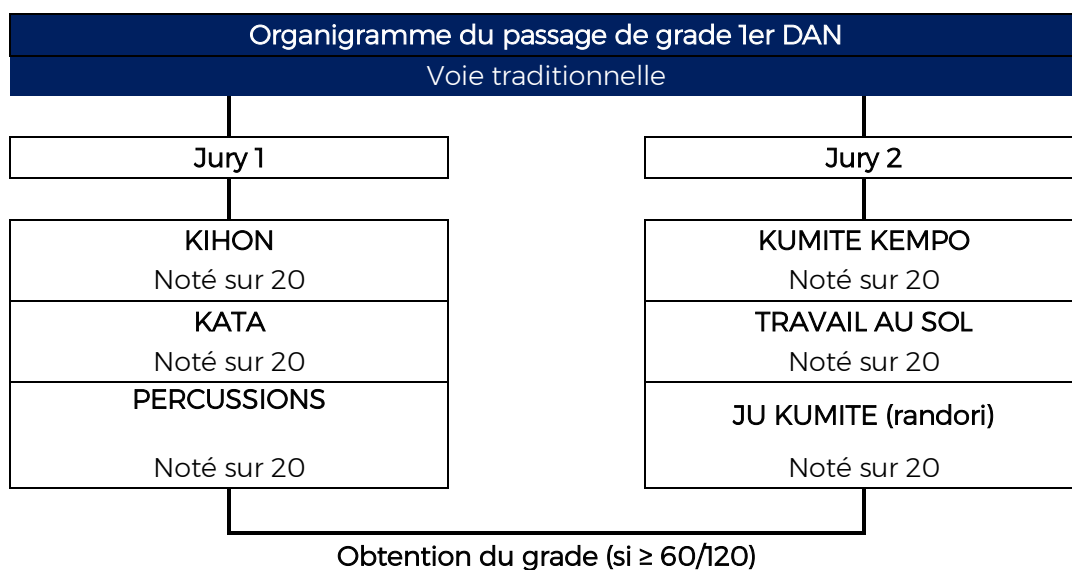 Organigramme du passage de grade 1er DAN
Voie traditionnelle
Jury 1
KIHON
Noté sur 20
KATA
Noté sur 20
PERCUSSIONS
Noté sur 20
Jury 2
KUMITE KEMPO
Noté sur 20
TRAVAIL AU SOL
Noté sur 20
JU KUMITE (randori)
Noté sur 20
Obtention du grade (si ≥ 60/120)